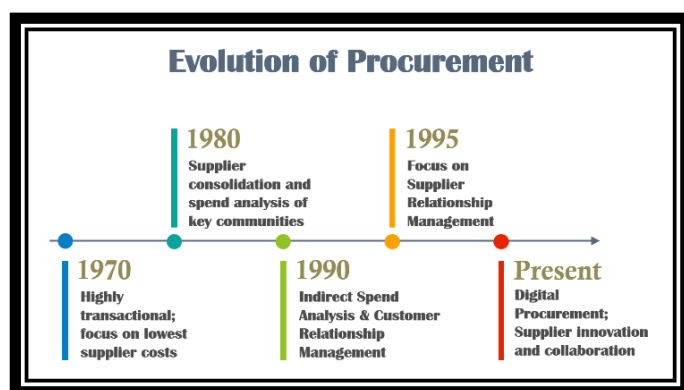 Evolution of Procurement
1970
Highly
transactional;
focus on lowest
supplier costs
1980
Supplier
consolidation and
spend analysis of
key communities
1990
Indirect Spend
Analysis & Customer
Relationship
Management
1995
Focus on
Supplier
Relationship
Management
Present
Digital
Procurement;
Supplier innovation
and collaboration